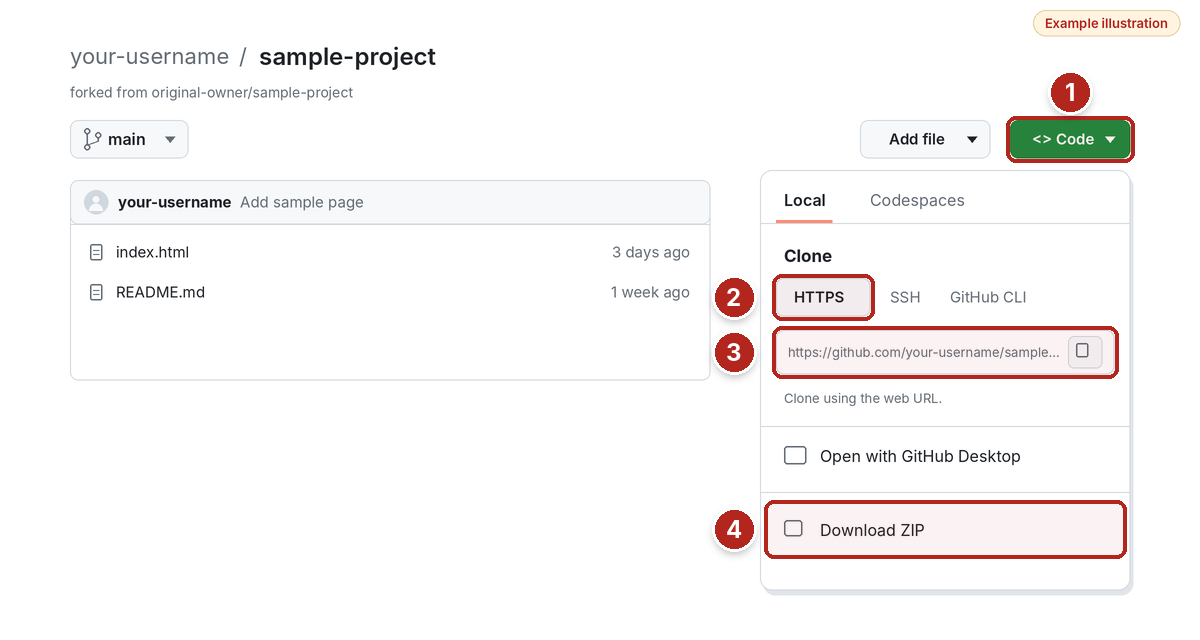 Example illustration
your-username / sample-project
forked from original-owner/sample-project
1
main
Add file
<> Code
your-username Add sample page
index.html 3 days ago
README.md 1 week ago
Local Codespaces
Clone
2
HTTPS SSH GitHub CLI
3
https://github.com/your-username/sample...
Clone using the web URL.
Open with GitHub Desktop
4
Download ZIP